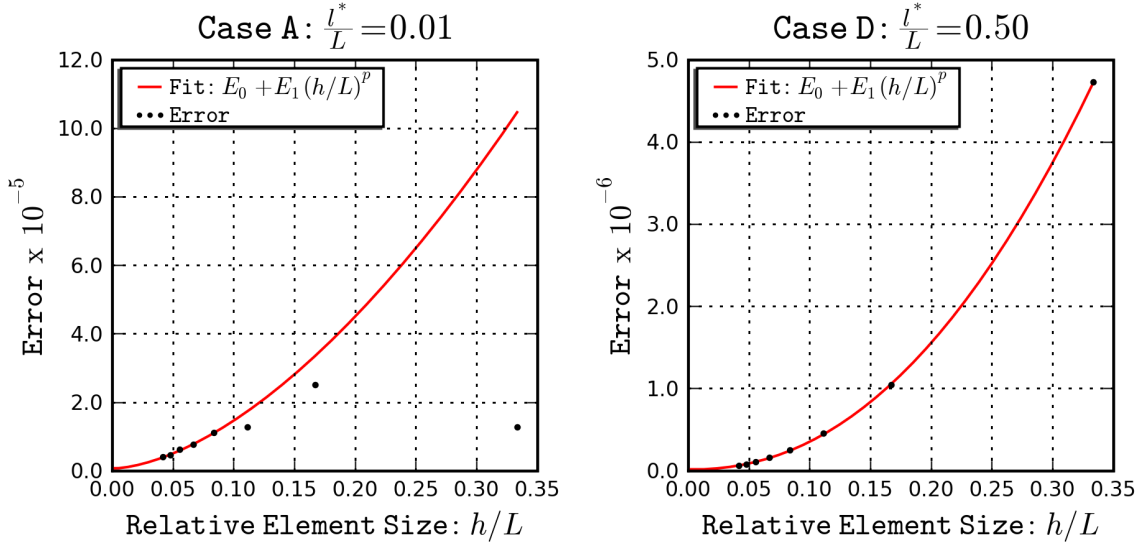 Case A: l*/L = 0.01
Fit: E₀ + E₁(h/L)ᵖ
Error
12.0
10.0
8.0
6.0
4.0
2.0
0.0
Error x 10⁻⁵
0.00 0.05 0.10 0.15 0.20 0.25 0.30 0.35
Relative Element Size: h/L
Case D: l*/L = 0.50
Fit: E₀ + E₁(h/L)ᵖ
Error
5.0
4.0
3.0
2.0
1.0
0.0
Error x 10⁻⁶
0.00 0.05 0.10 0.15 0.20 0.25 0.30 0.35
Relative Element Size: h/L